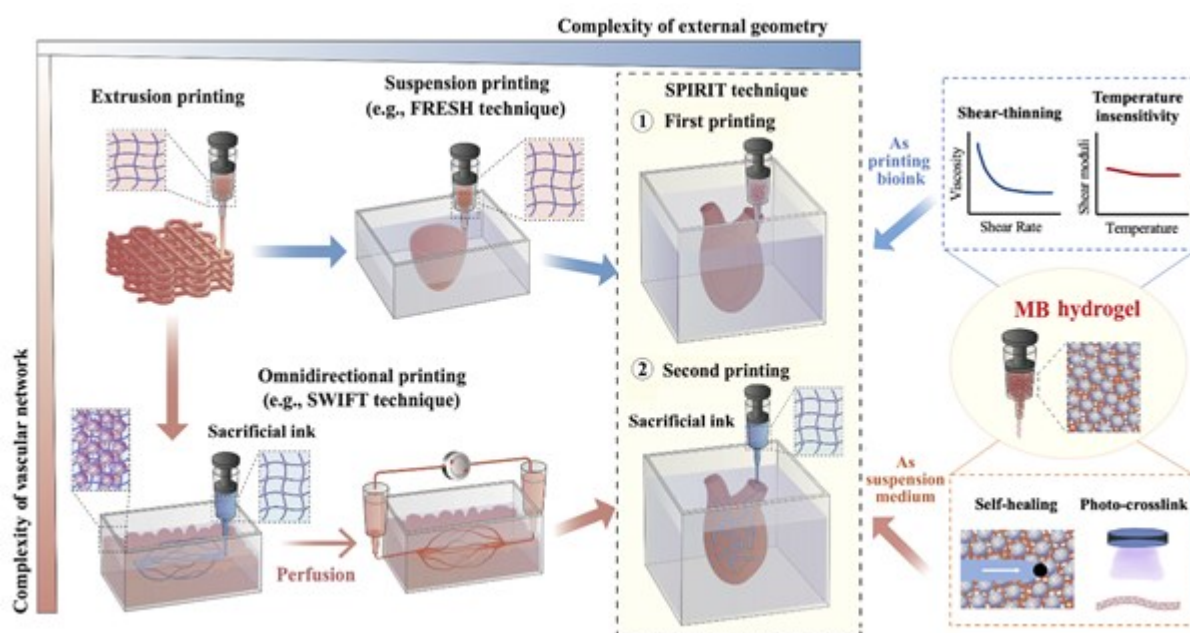 Complexity of external geometry
Extrusion printing
Suspension printing
(e.g., FRESH technique)
SPIRIT technique
1 First printing
As
printing
bioink
Shear-thinning
Viscosity
Shear Rate
Temperature
insensitivity
Shear moduli
Temperature
MB hydrogel
Complexity of vascular network
Omnidirectional printing
(e.g., SWIFT technique)
Sacrificial ink
Perfusion
2 Second printing
Sacrificial ink
As
suspension
medium
Self-healing
Photo-crosslink